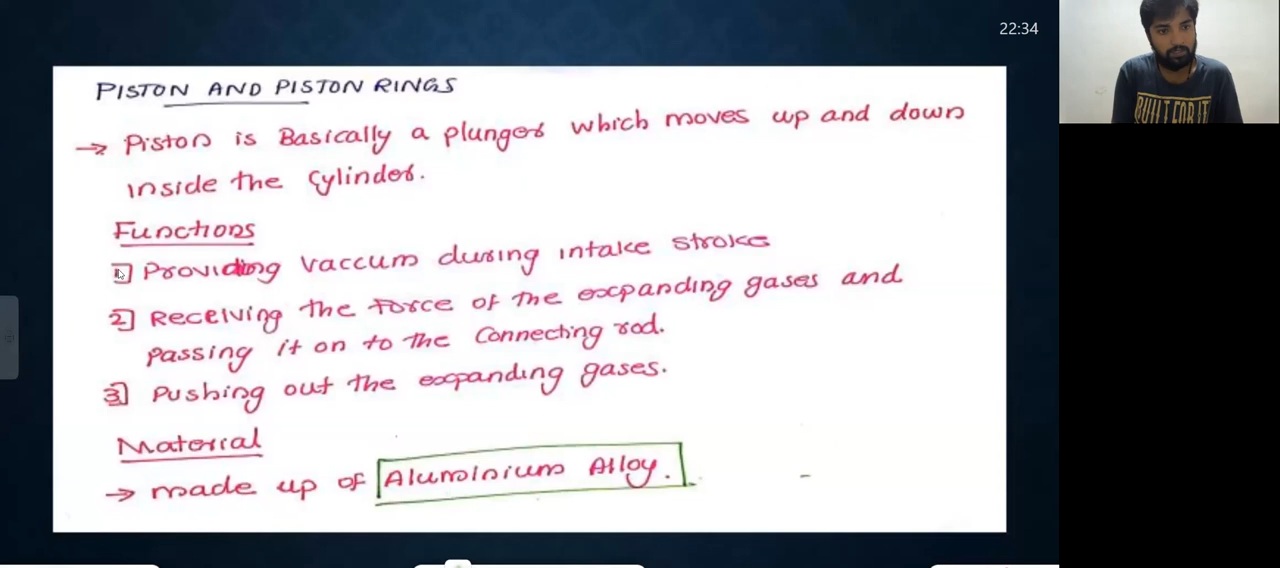 22:34
BUILT FOR IT
PISTON AND PISTON RINGS
→ Piston is Basically a plunger which moves up and down
inside the cylinder.
Functions
1] Providing vaccum during intake stroke
2] Receiving the force of the expanding gases and
passing it on to the connecting rod.
3] Pushing out the expanding gases.
Material
→ made up of Aluminium Alloy.